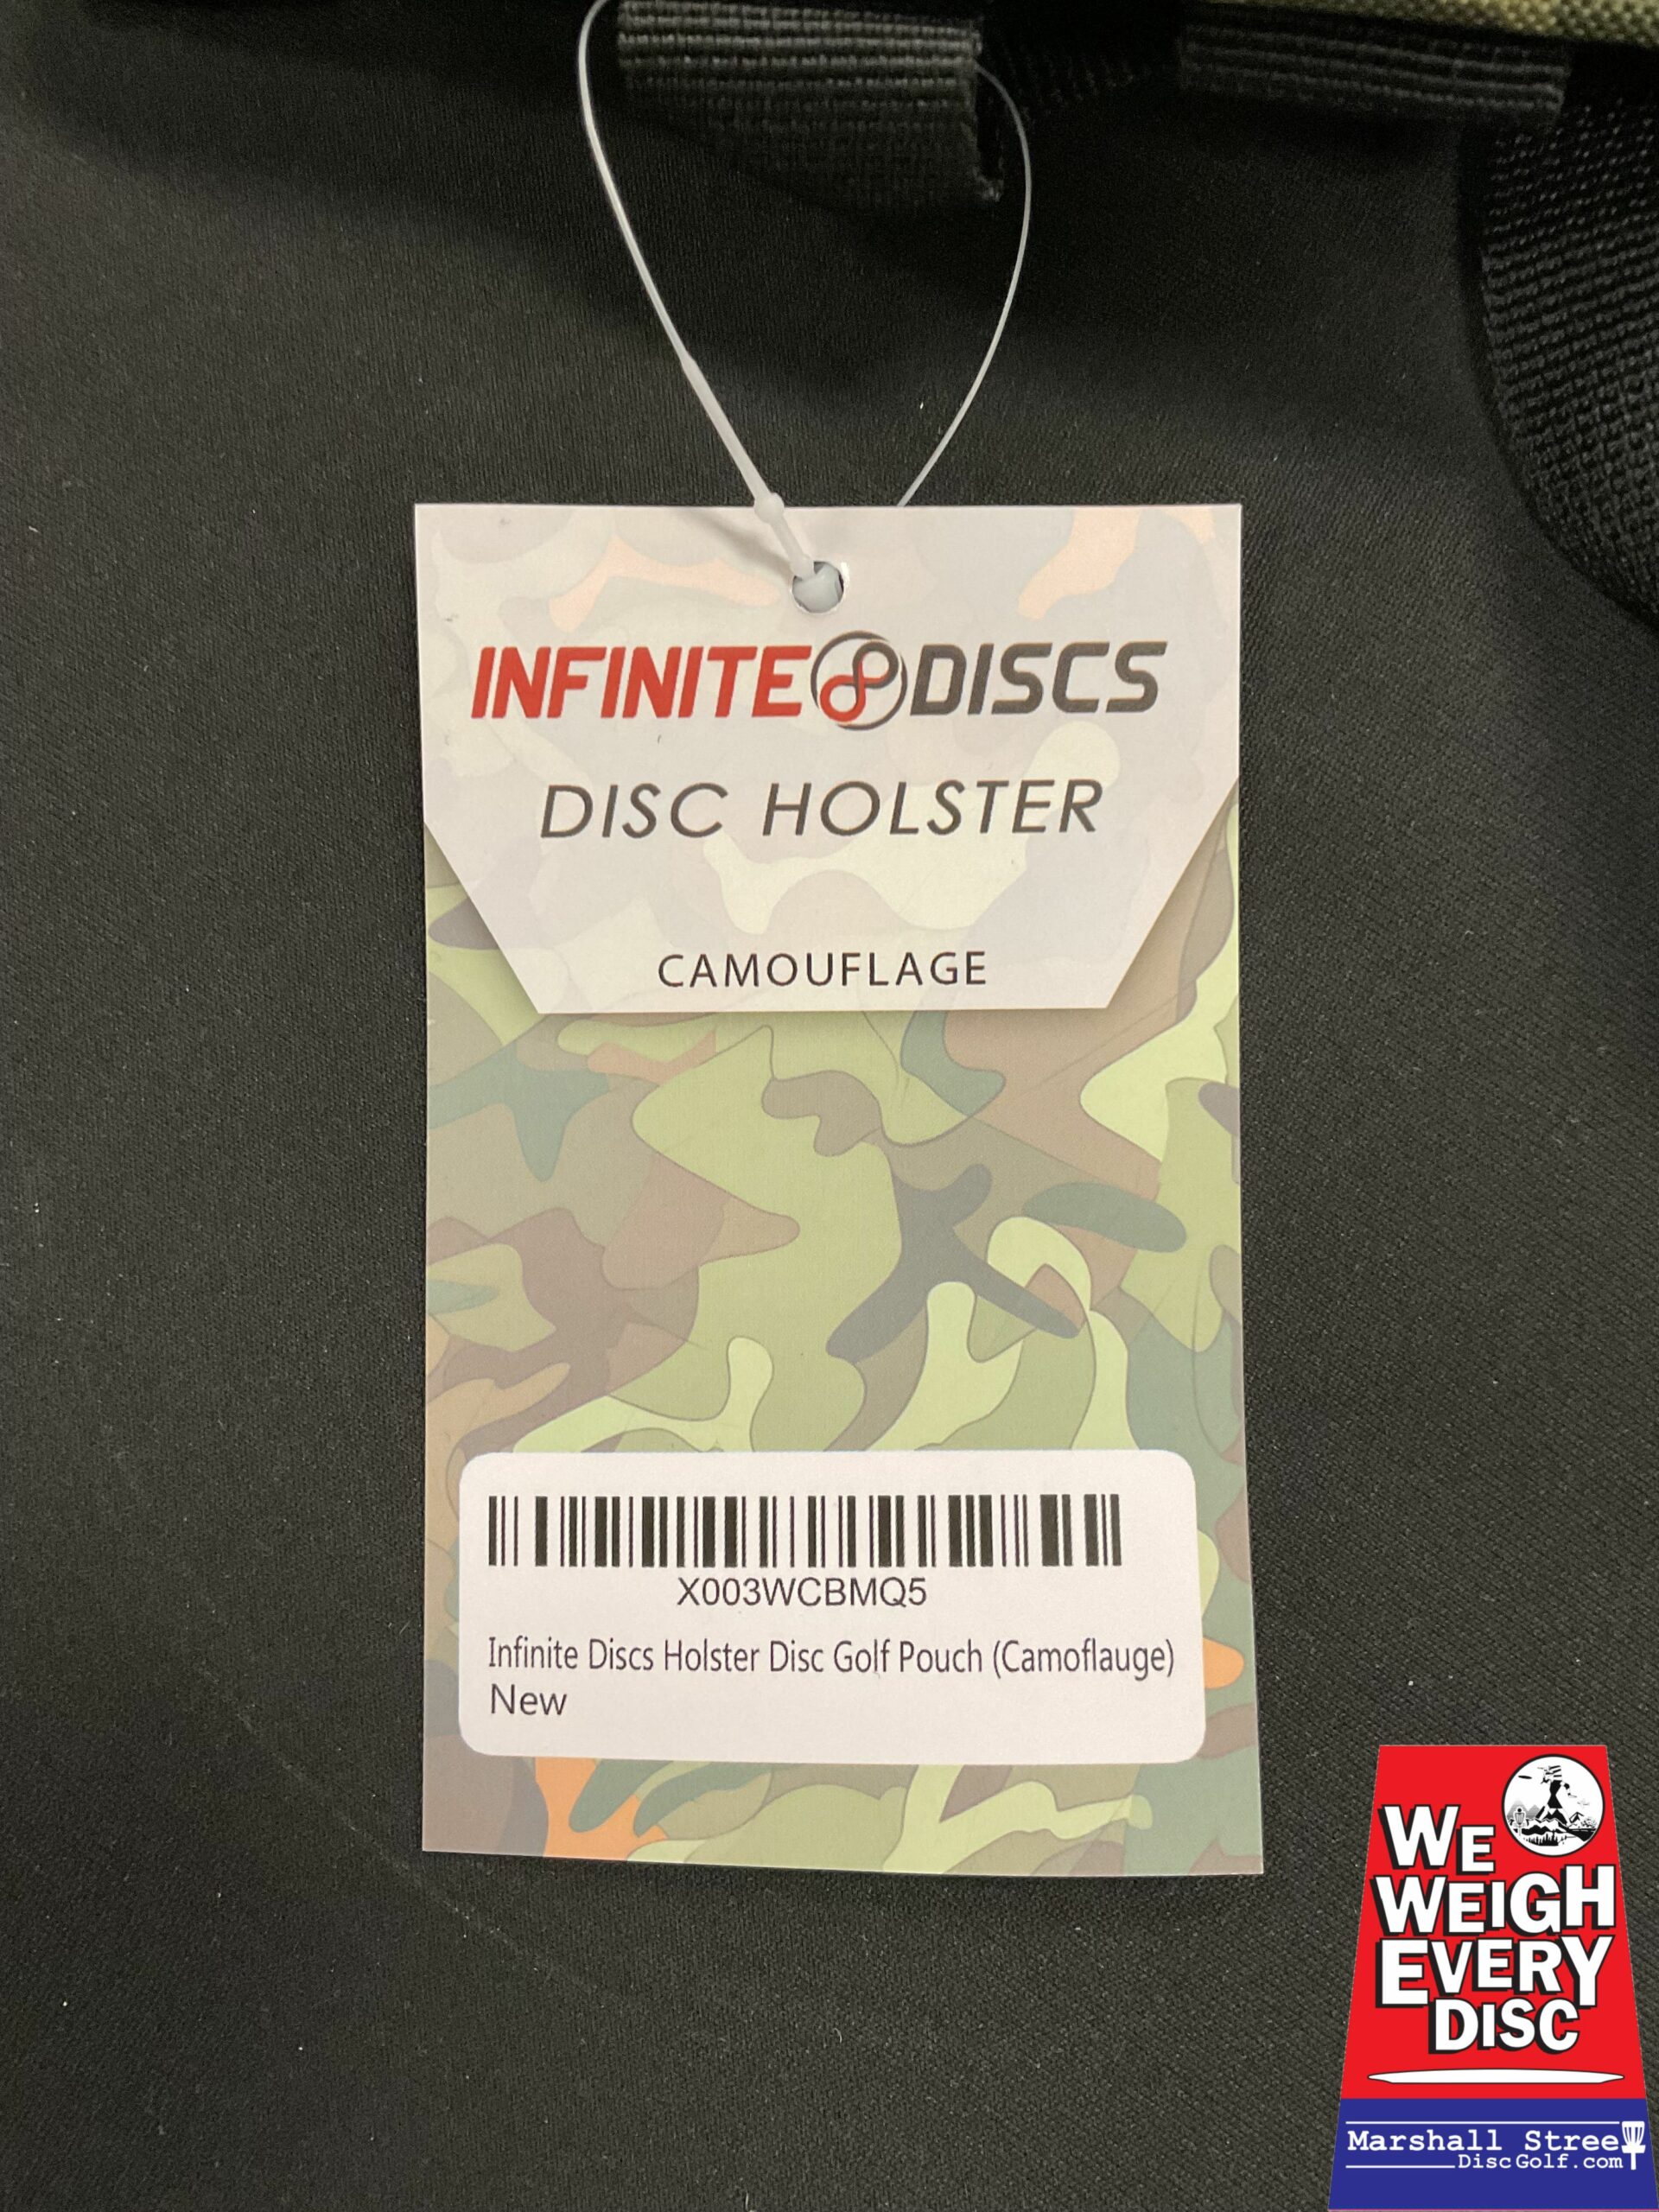 INFINITE DISCS
DISC HOLSTER
CAMOUFLAGE
X003WCBMQ5
Infinite Discs Holster Disc Golf Pouch (Camoflauge)
New
WE
WEIGH
EVERY
DISC
Marshall Stree
DiscGolf.com